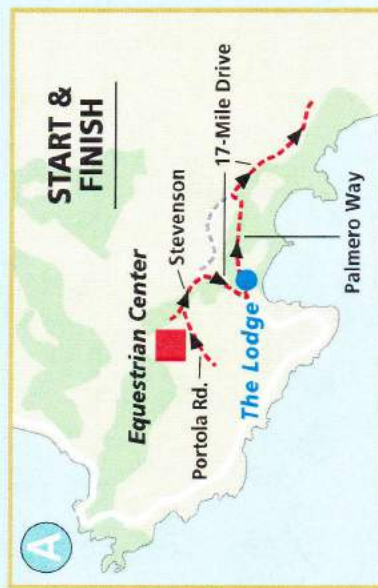 A
START &
FINISH
Equestrian Center
Stevenson
17-Mile Drive
Portola Rd.
The Lodge
Palmero Way